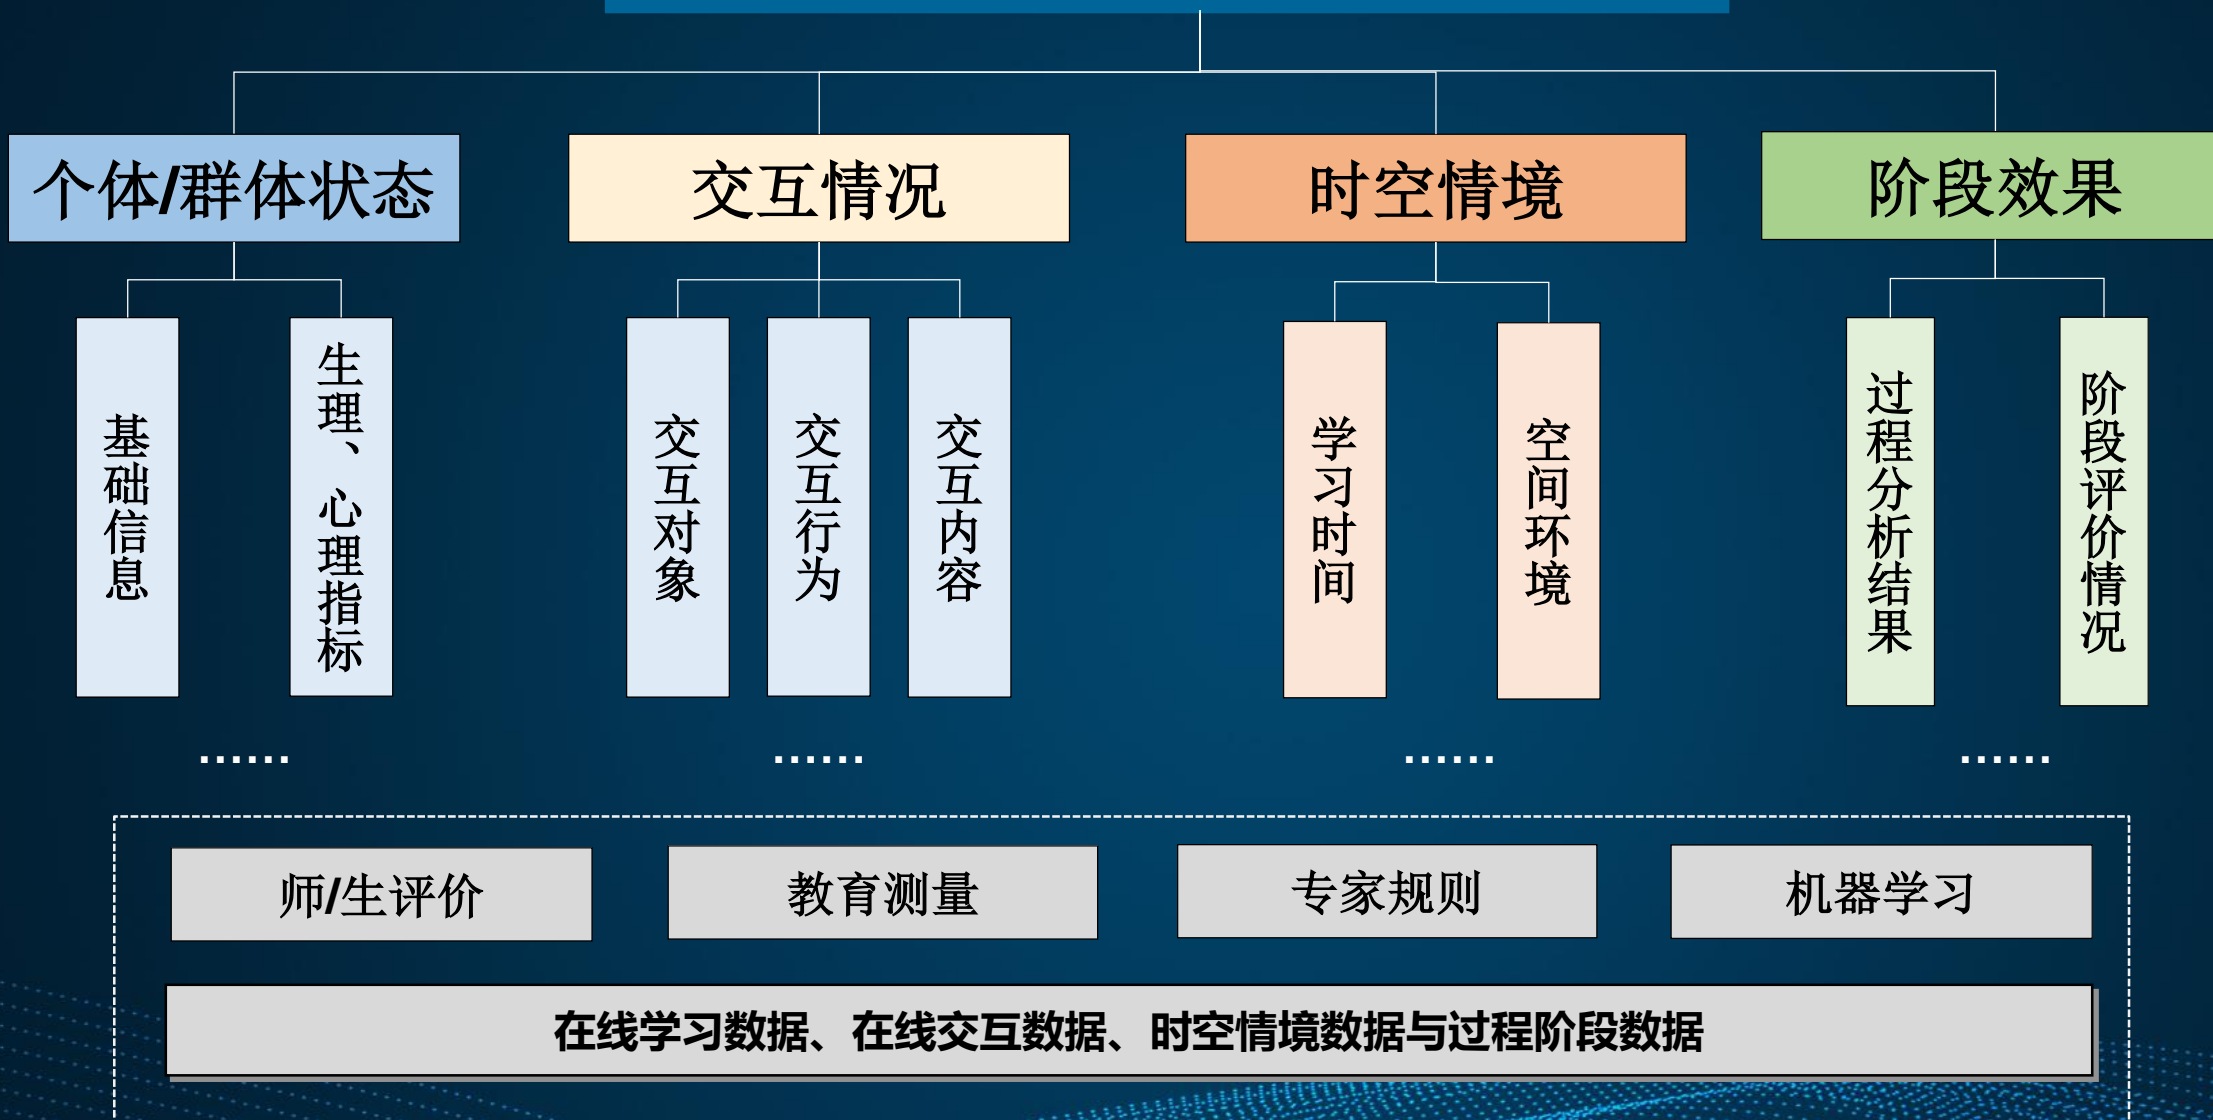 个体/群体状态
交互情况
时空情境
阶段效果
基础信息
生理、心理指标
交互对象
交互行为
交互内容
学习时间
空间环境
过程分析结果
阶段评价情况
......
......
......
......
师/生评价
教育测量
专家规则
机器学习
在线学习数据、在线交互数据、时空情境数据与过程阶段数据